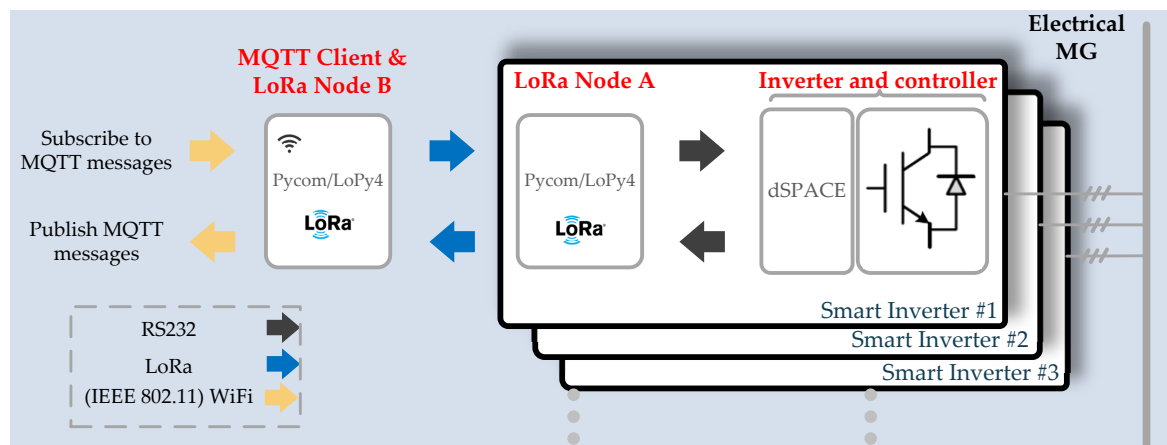 Electrical
MG
MQTT Client &
LoRa Node B
LoRa Node A
Inverter and controller
Subscribe to
MQTT messages
Pycom/LoPy4
LoRa
Pycom/LoPy4
LoRa
dSPACE
Publish MQTT
messages
Smart Inverter #1
Smart Inverter #2
Smart Inverter #3
RS232
LoRa
(IEEE 802.11) WiFi